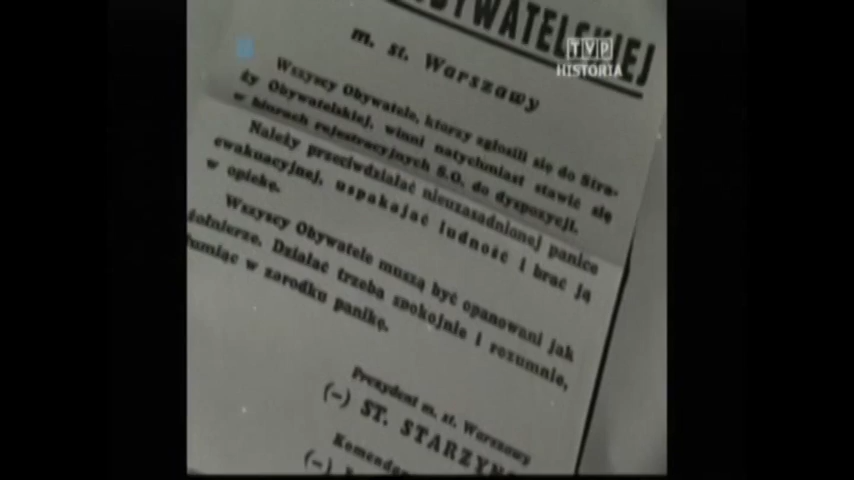 OBYWATELSKIEJ
TVP
HISTORIA
m. st. Warszawy
Wszyscy Obywatele, którzy zgłosili się do Stra-
ży Obywatelskiej, winni natychmiast stawić się
w biurach rejestracyjnych S.O. do dyspozycji.
Należy przeciwdziałać nieuzasadnionej panice
ewakuacyjnej, uspakajać ludność i brać ją
w opiekę.
Wszyscy Obywatele muszą być opanowani jak
żołnierze. Działać trzeba spokojnie i rozumnie,
tłumiąc w zarodku panikę.
Prezydent m. st. Warszawy
(-) ST. STARZYŃS
Komendan
(-)